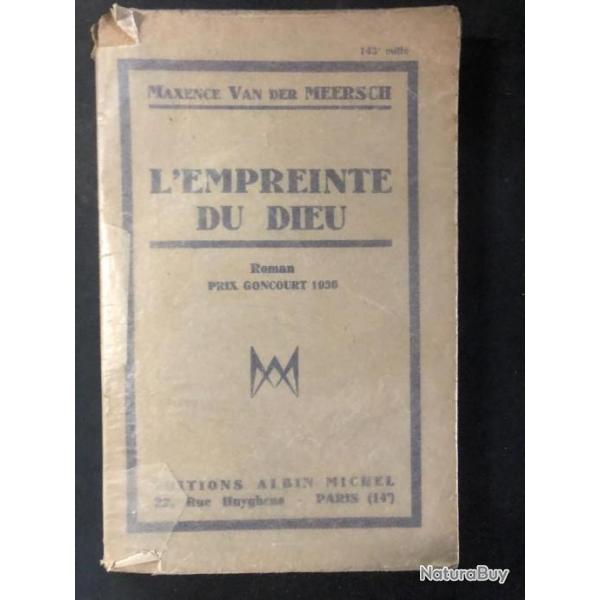 143e mille
MAXENCE VAN DER MEERSCH
L'EMPREINTE
DU DIEU
Roman
PRIX GONCOURT 1936
ÉDITIONS ALBIN MICHEL
22, Rue Huyghens - PARIS (14e)
NaturaBuy